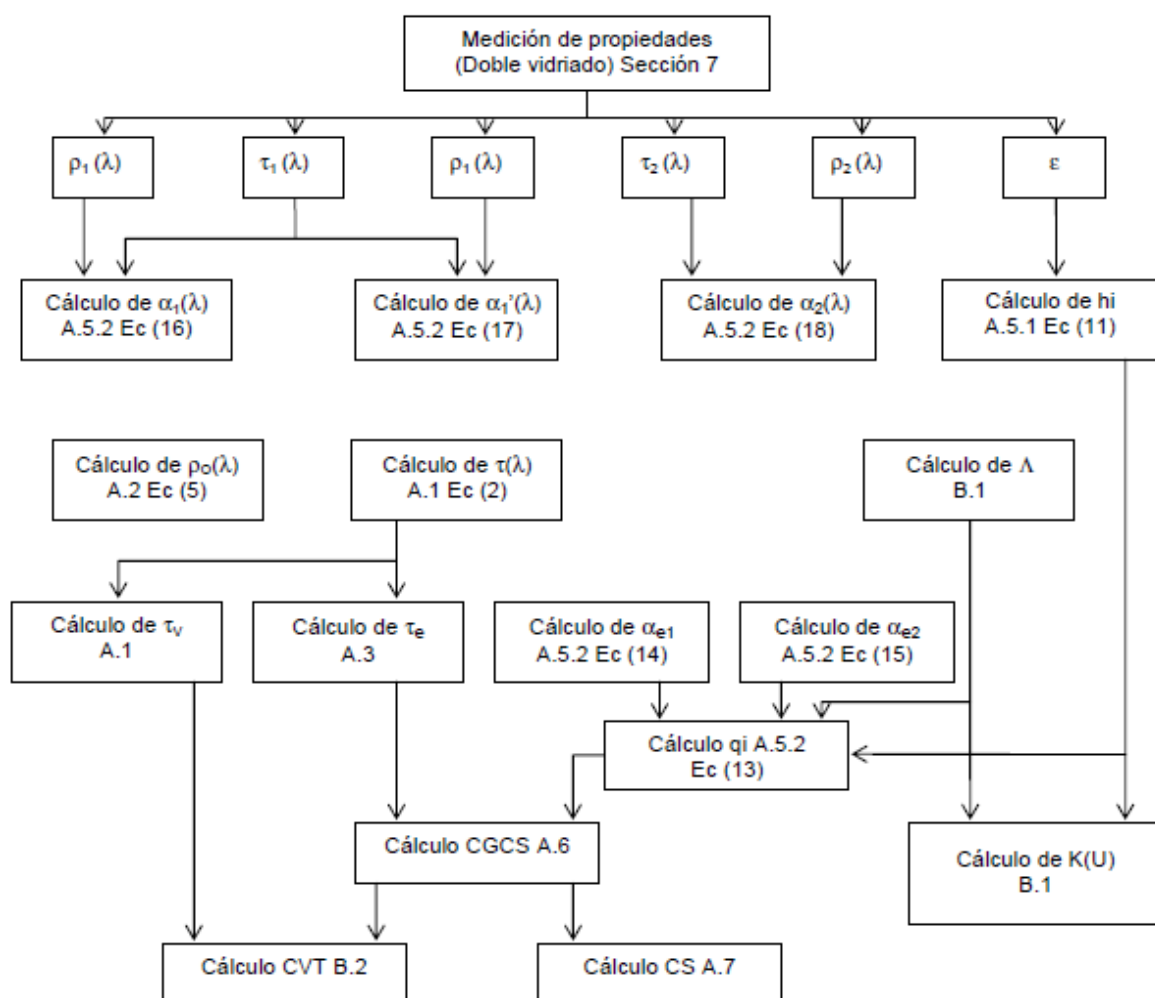 Medición de propiedades
(Doble vidriado) Sección 7
ρ₁ (λ)
τ₁ (λ)
ρ₁ (λ)
τ₂ (λ)
ρ₂ (λ)
ε
Cálculo de α₁(λ)
A.5.2 Ec (16)
Cálculo de α₁’(λ)
A.5.2 Ec (17)
Cálculo de α₂(λ)
A.5.2 Ec (18)
Cálculo de hi
A.5.1 Ec (11)
Cálculo de ρₒ(λ)
A.2 Ec (5)
Cálculo de τ(λ)
A.1 Ec (2)
Cálculo de Λ
B.1
Cálculo de τᵥ
A.1
Cálculo de τₑ
A.3
Cálculo de αₑ₁
A.5.2 Ec (14)
Cálculo de αₑ₂
A.5.2 Ec (15)
Cálculo qi A.5.2
Ec (13)
Cálculo CGCS A.6
Cálculo de K(U)
B.1
Cálculo CVT B.2
Cálculo CS A.7